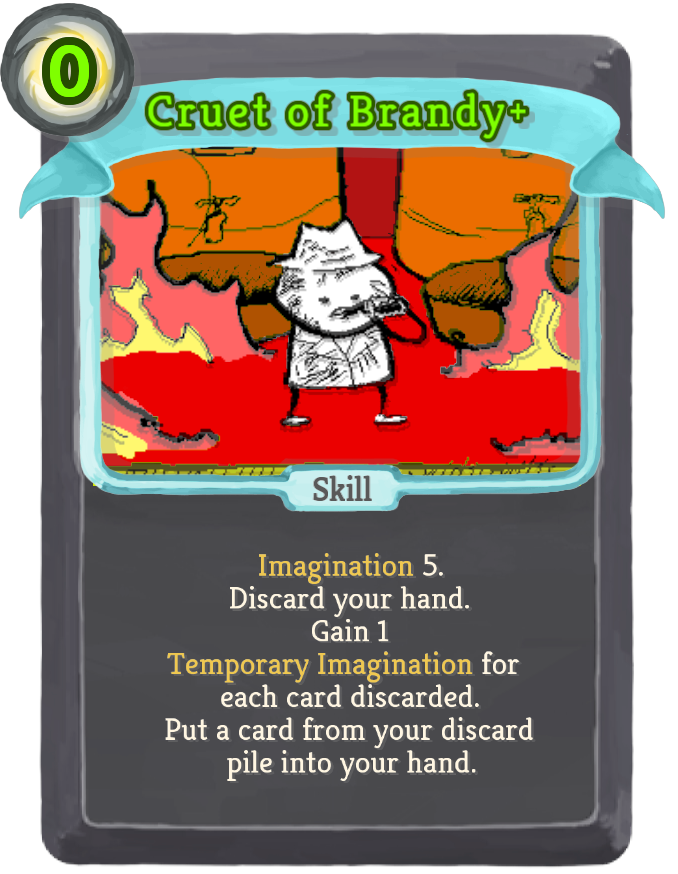 0
Cruet of Brandy+
Skill
Imagination 5.
Discard your hand.
Gain 1
Temporary Imagination for
each card discarded.
Put a card from your discard
pile into your hand.